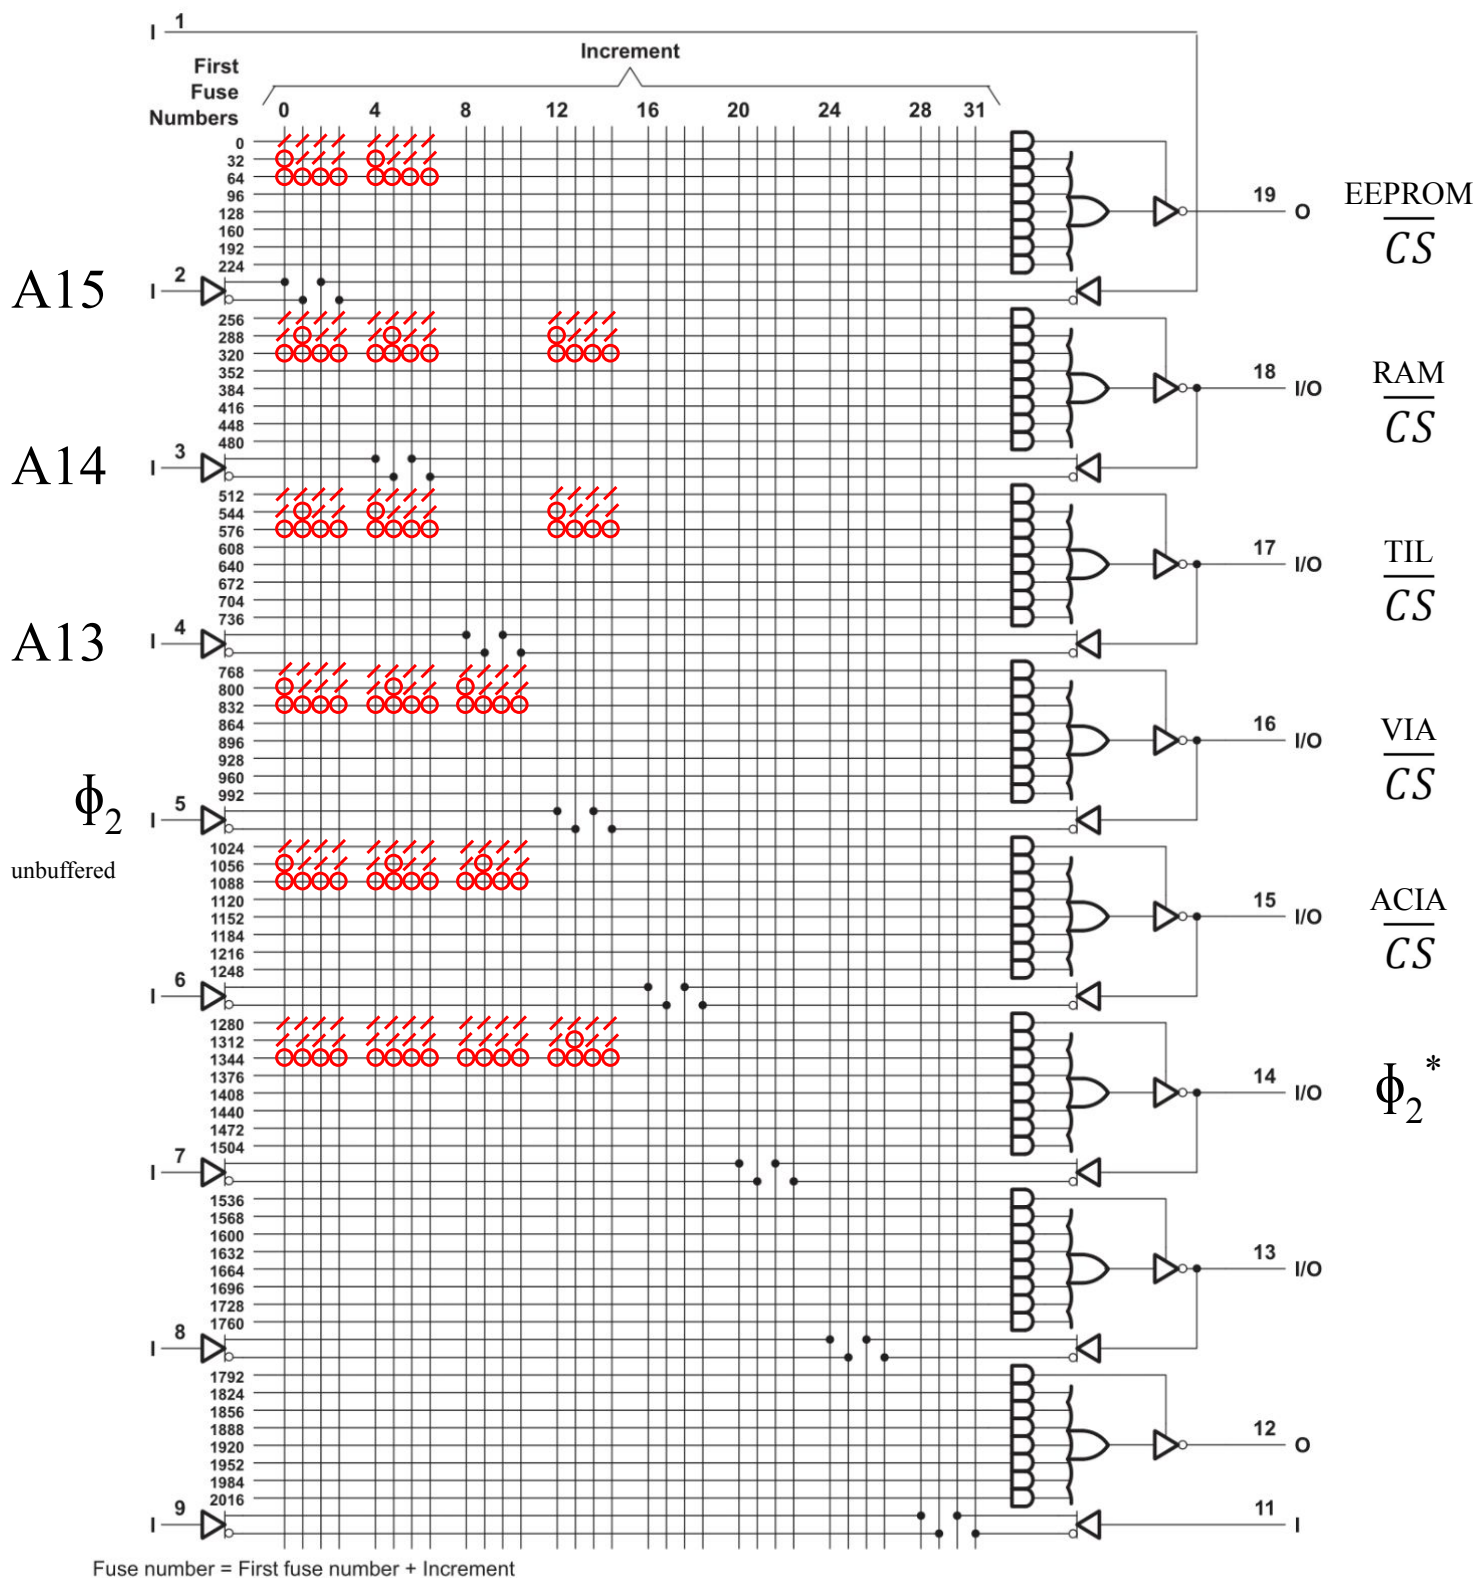 I 1
Increment
First
Fuse
Numbers
0 4 8 12 16 20 24 28 31
0
32
64
96
128
160
192
224
19 O EEPROM
CS
A15 I 2
256
288
320
352
384
416
448
480
18 I/O RAM
CS
A14 I 3
512
544
576
608
640
672
704
736
17 I/O TIL
CS
A13 I 4
768
800
832
864
896
928
960
992
16 I/O VIA
CS
ϕ2 I 5
unbuffered
1024
1056
1088
1120
1152
1184
1216
1248
15 I/O ACIA
CS
I 6
1280
1312
1344
1376
1408
1440
1472
1504
14 I/O ϕ2*
I 7
1536
1568
1600
1632
1664
1696
1728
1760
13 I/O
I 8
1792
1824
1856
1888
1920
1952
1984
2016
12 O
I 9
11 I
Fuse number = First fuse number + Increment